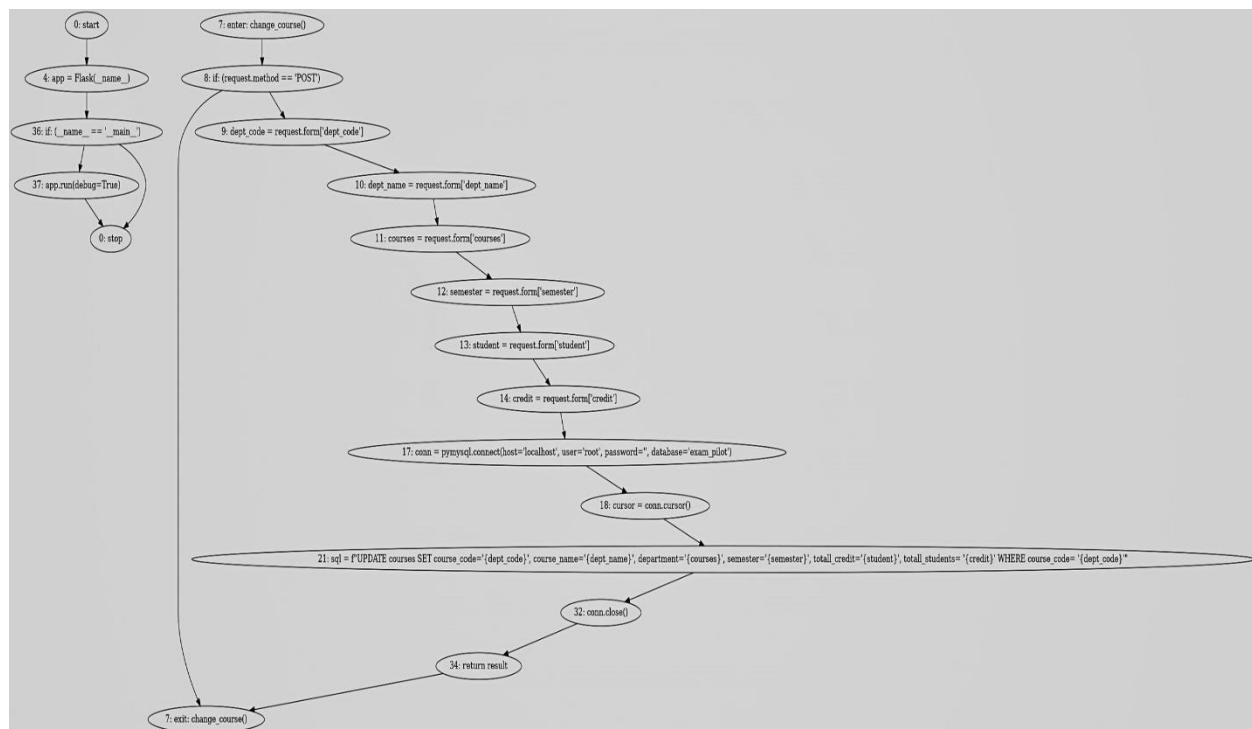 0: start
4: app = Flask(__name__)
36: if: (__name__ == '__main__')
37: app.run(debug=True)
0: stop
7: enter: change_course()
8: if: (request.method == 'POST')
9: dept_code = request.form['dept_code']
10: dept_name = request.form['dept_name']
11: courses = request.form['courses']
12: semester = request.form['semester']
13: student = request.form['student']
14: credit = request.form['credit']
17: conn = pymysql.connect(host='localhost', user='root', password='', database='exam_pilot')
18: cursor = conn.cursor()
21: sql = f"UPDATE courses SET course_code='{dept_code}', course_name='{dept_name}', department='{courses}', semester='{semester}', totall_credit='{student}', totall_students= '{credit}' WHERE course_code= '{dept_code}'"
32: conn.close()
34: return result
7: exit: change_course()